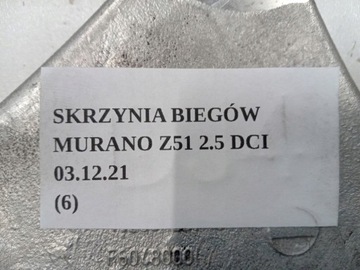 SKRZYNIA BIEGÓW
MURANO Z51 2.5 DCI
03.12.21
(6)